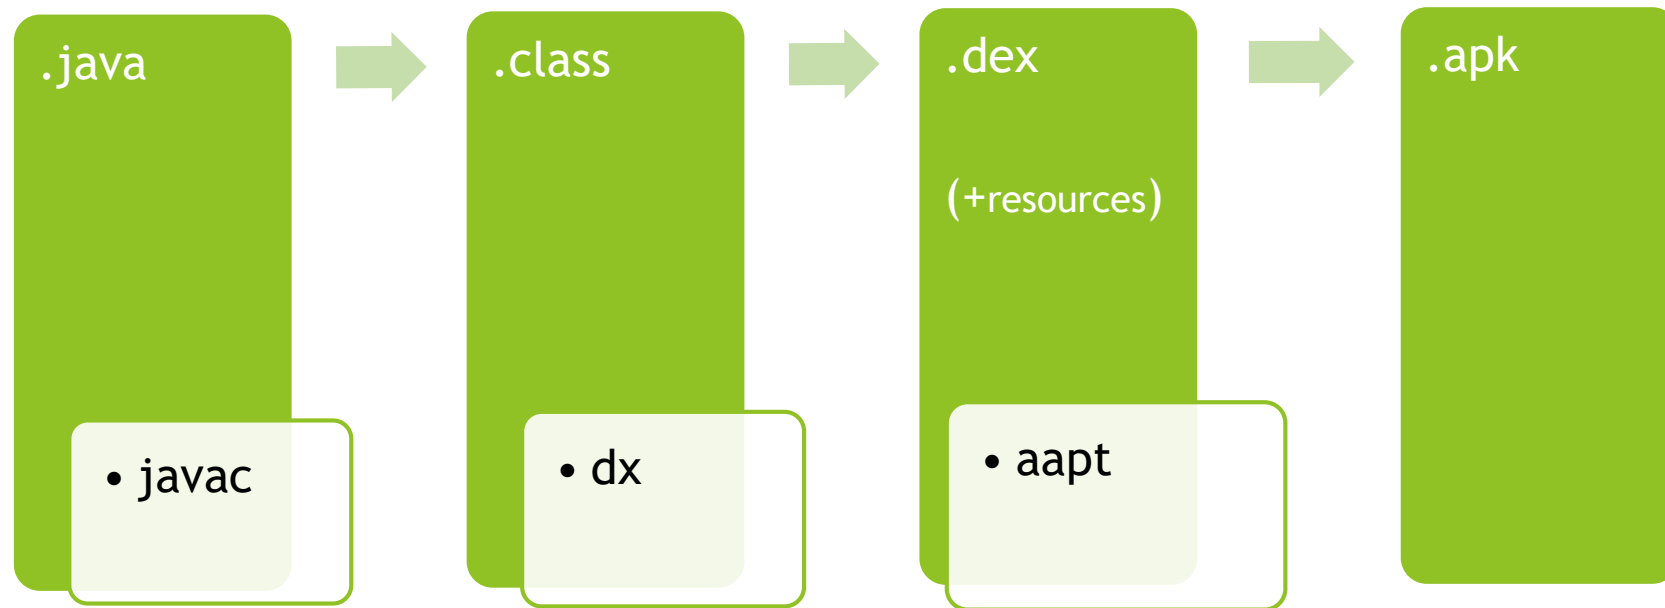 .java
• javac
.class
• dx
.dex
(+resources)
• aapt
.apk